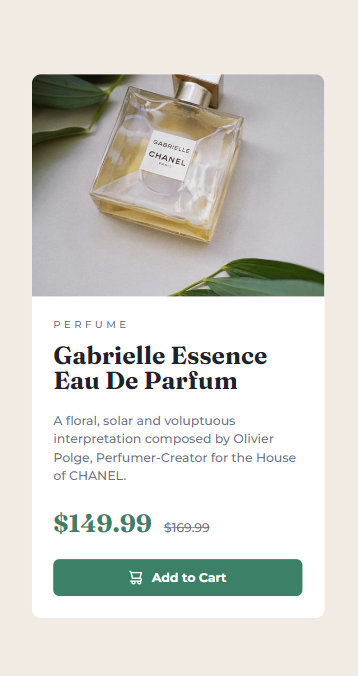 GABRIELLE
CHANEL
PARIS
PERFUME
Gabrielle Essence
Eau De Parfum
A floral, solar and voluptuous
interpretation composed by Olivier
Polge, Perfumer-Creator for the House
of CHANEL.
$149.99 $169.99
Add to Cart